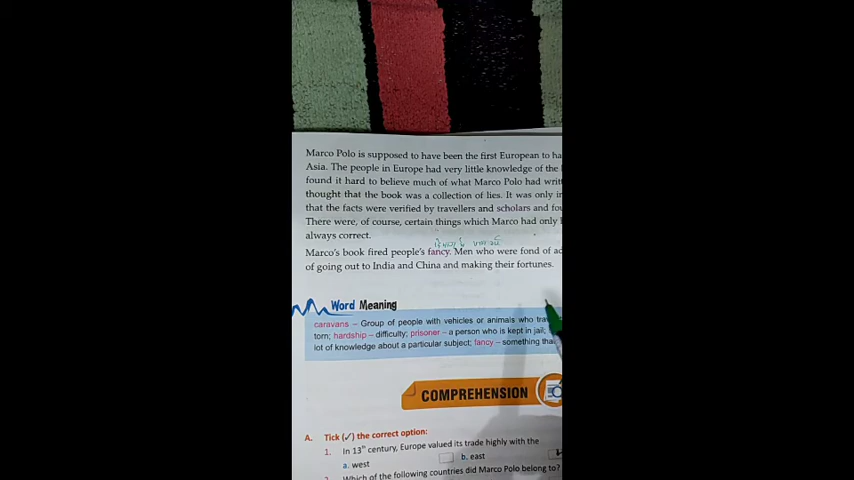 Marco Polo is supposed to have been the first European to
Asia. The people in Europe had very little knowledge of the
found it hard to believe much of what Marco Polo had
thought that the book was a collection of lies. It was only
that the facts were verified by travellers and scholars and
There were, of course, certain things which Marco had only
always correct.
Marco's book fired people's fancy. Men who were fond of
of going out to India and China and making their fortunes.
Word Meaning
caravans – Group of people with vehicles or animals who
torn; hardship – difficulty; prisoner – a person who is kept in jail;
lot of knowledge about a particular subject; fancy – something
COMPREHENSION
A. Tick (✓) the correct option:
1. In 13th century, Europe valued its trade highly with the
a. west b. east
2. Which of the following countries did Marco Polo belong to?